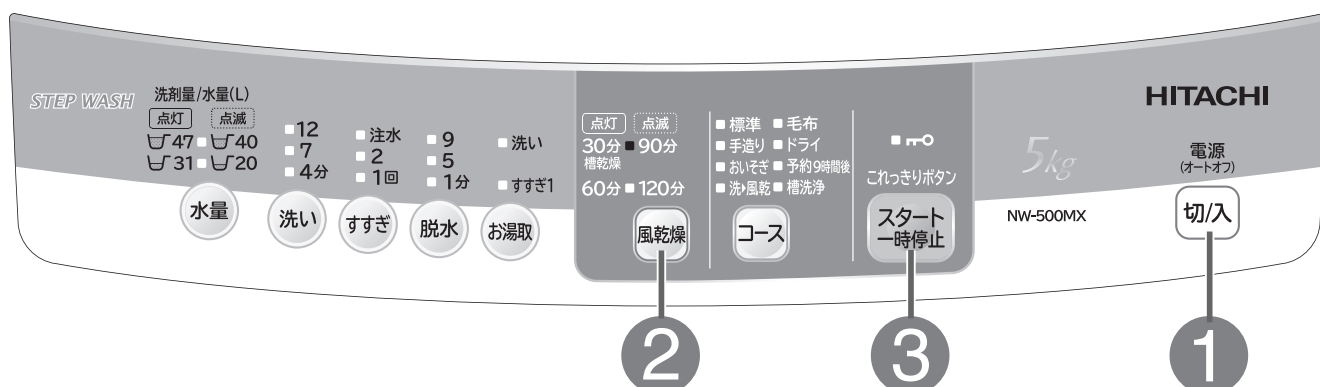 STEP WASH
洗剤量/水量(L)
点灯 点滅
47 40
31 20
水量
12
7
4分
洗い
注水
2
1回
すすぎ
9
5
1分
脱水
洗い
すすぎ1
お湯取
点灯 点滅
30分 90分
槽乾燥
60分 120分
風乾燥
標準 毛布
手造り ドライ
おいそぎ 予約9時間後
洗▸風乾 槽洗浄
コース
これっきりボタン
スタート
一時停止
5kg
NW-500MX
HITACHI
電源
(オートオフ)
切/入
2
3
1